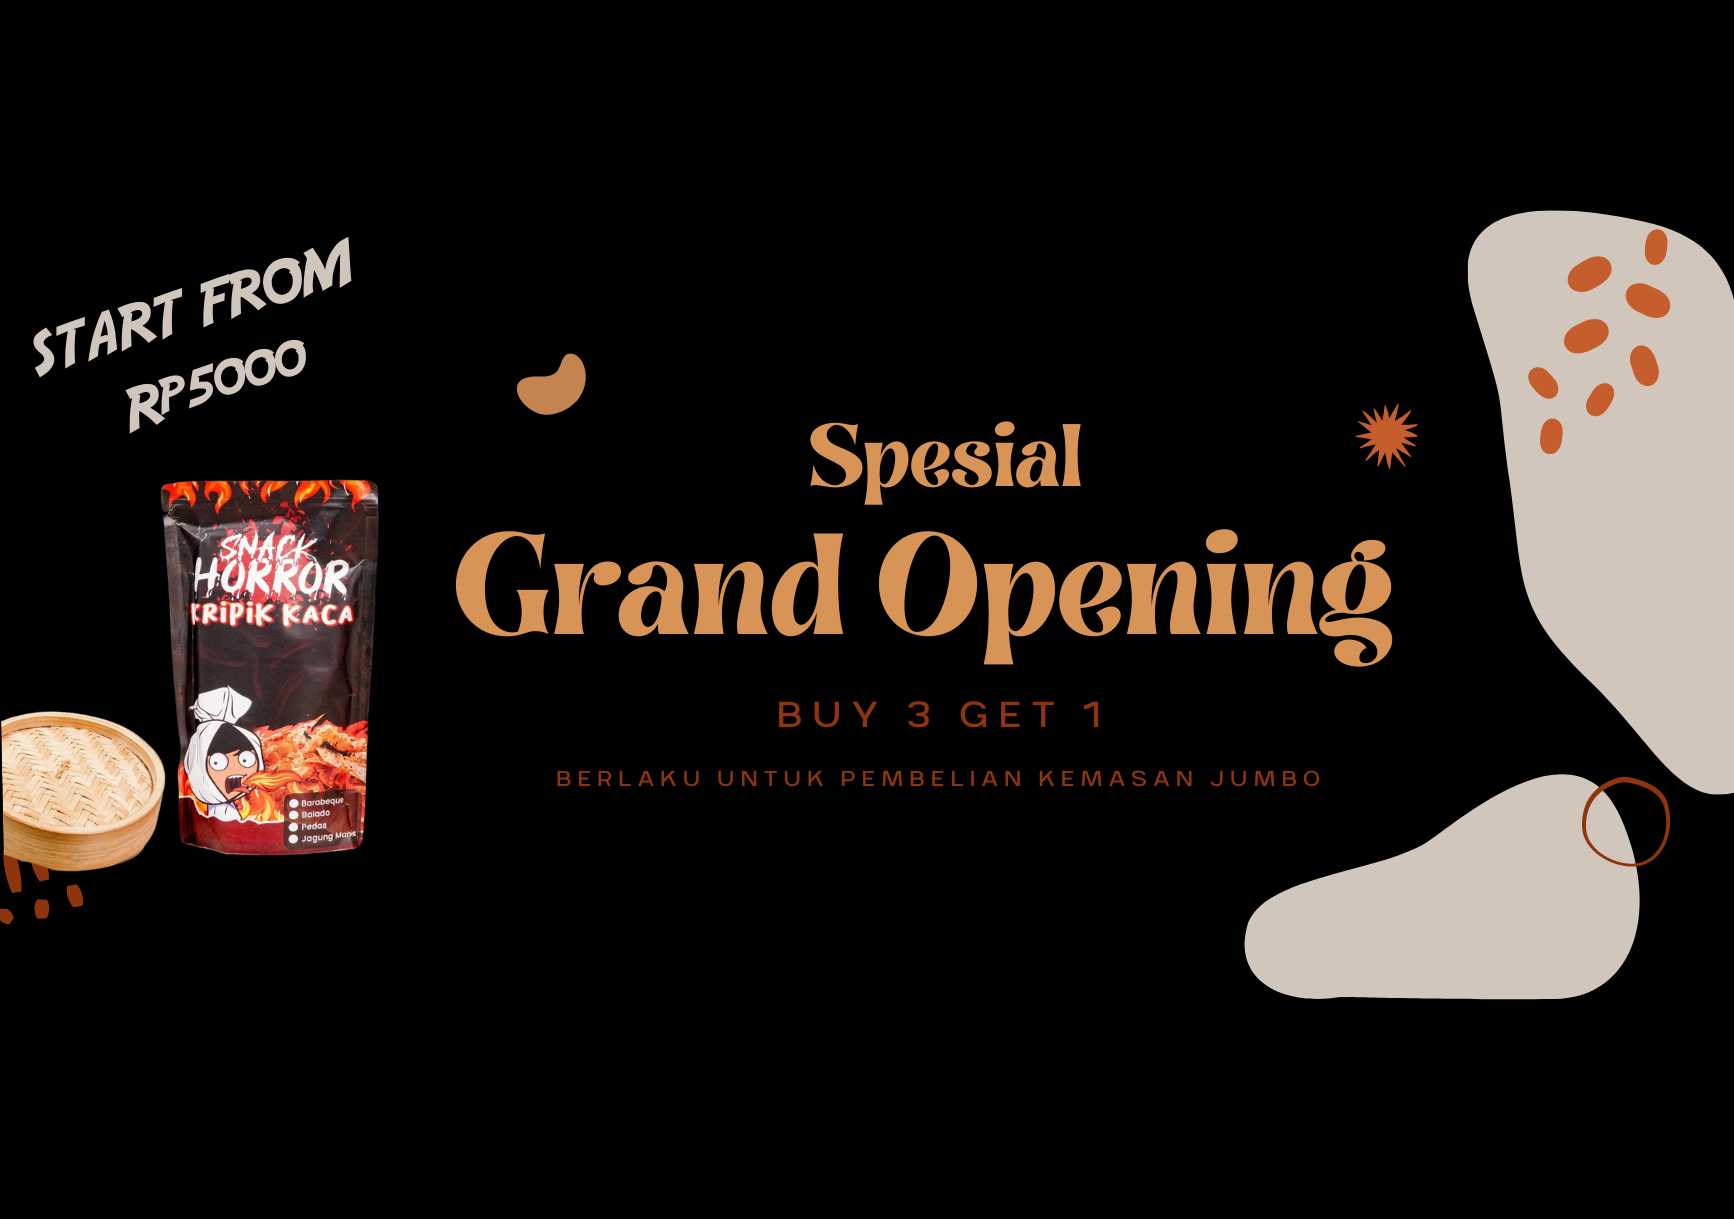 START FROM
RP5000
Spesial
Grand Opening
BUY 3 GET 1
BERLAKU UNTUK PEMBELIAN KEMASAN JUMBO
SNACK
HORROR
KRiPiK KACA
Barabeque
Balado
Pedas
Jagung Manis